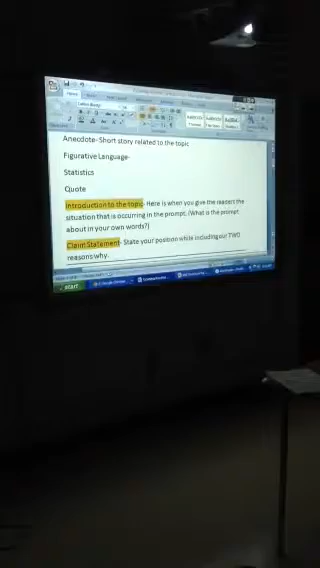 Anecdote-Short story related to the topic
Figurative Language-
Statistics
Quote
Introduction to the topic- Here is when you give the readers the
situation that is occurring in the prompt. (What is the prompt
about in your own words?)
Claim Statement- State your position while including our TWO
reasons why.
start